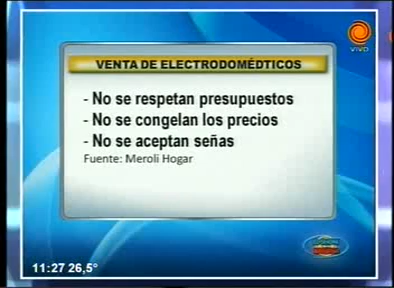 VIVO
VENTA DE ELECTRODOMÉDTICOS
- No se respetan presupuestos
- No se congelan los precios
- No se aceptan señas
Fuente: Meroli Hogar
11:27 26,5°